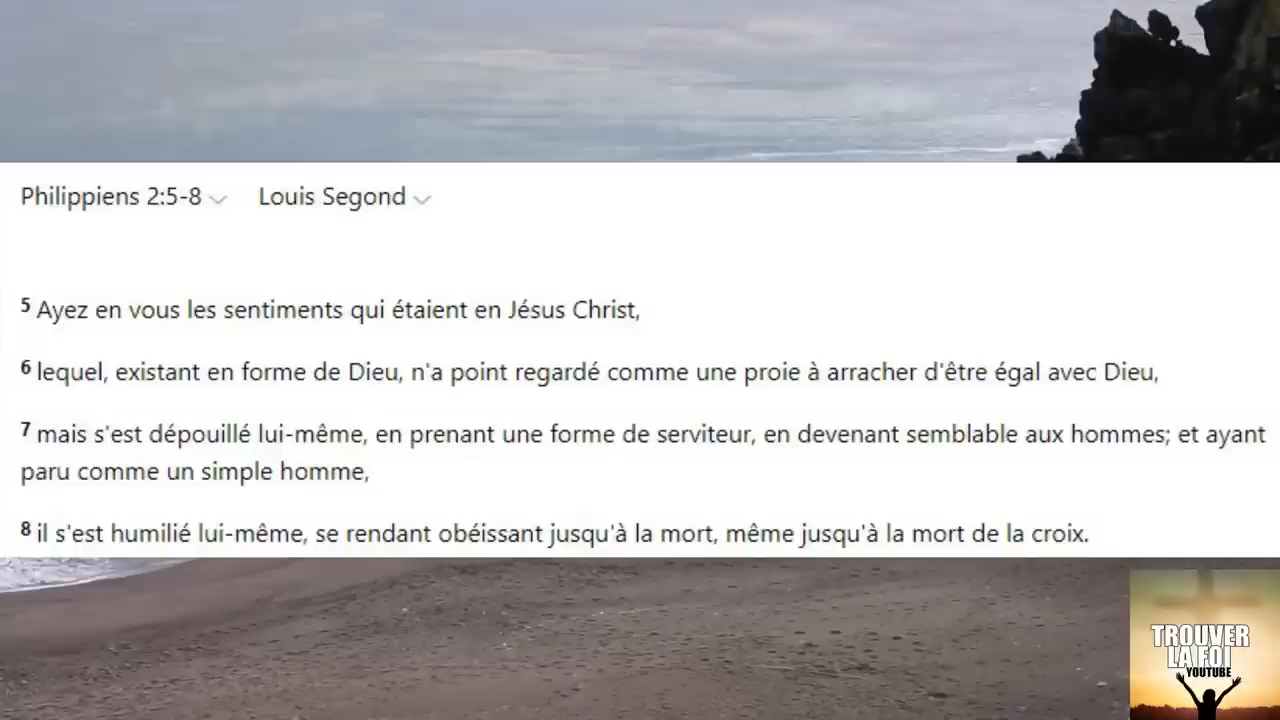 Philippiens 2:5-8 Louis Segond
5 Ayez en vous les sentiments qui étaient en Jésus Christ,
6 lequel, existant en forme de Dieu, n'a point regardé comme une proie à arracher d'être égal avec Dieu,
7 mais s'est dépouillé lui-même, en prenant une forme de serviteur, en devenant semblable aux hommes; et ayant
paru comme un simple homme,
8 il s'est humilié lui-même, se rendant obéissant jusqu'à la mort, même jusqu'à la mort de la croix.
TROUVER
LA FOI
YOUTUBE